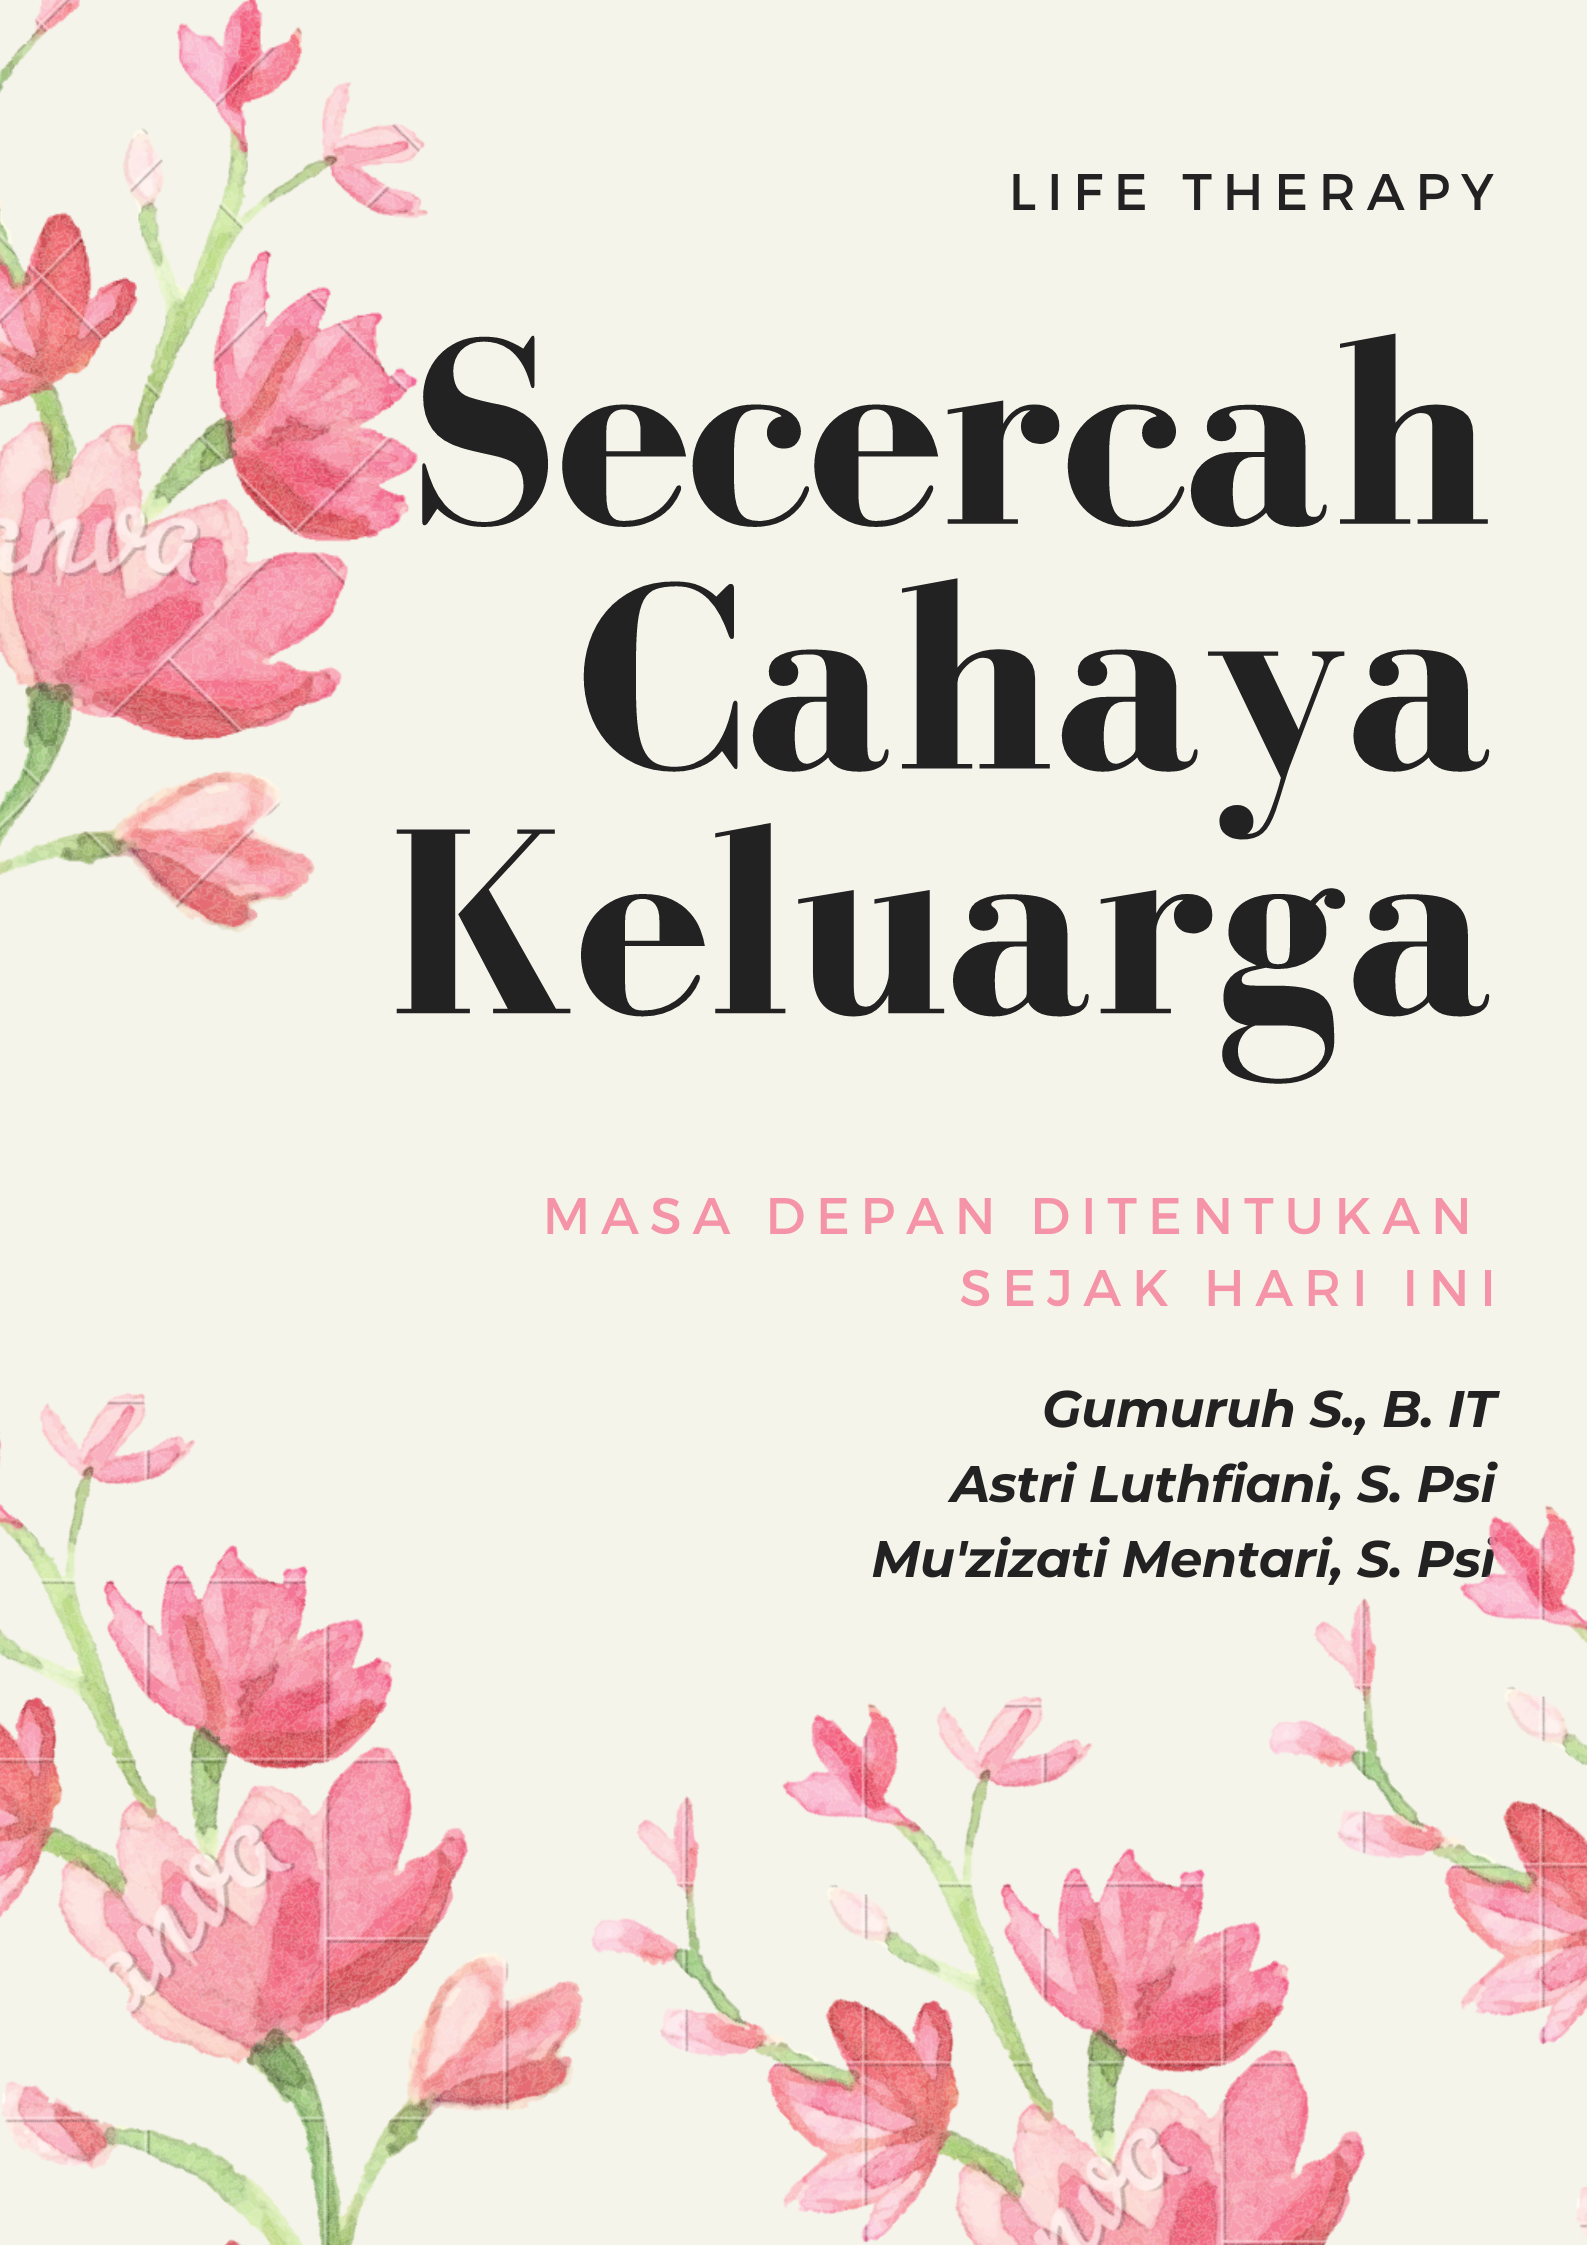 LIFE THERAPY
Secercah
Cahaya
Keluarga
MASA DEPAN DITENTUKAN
SEJAK HARI INI
Gumuruh S., B. IT
Astri Luthfiani, S. Psi
Mu'zizati Mentari, S. Psi